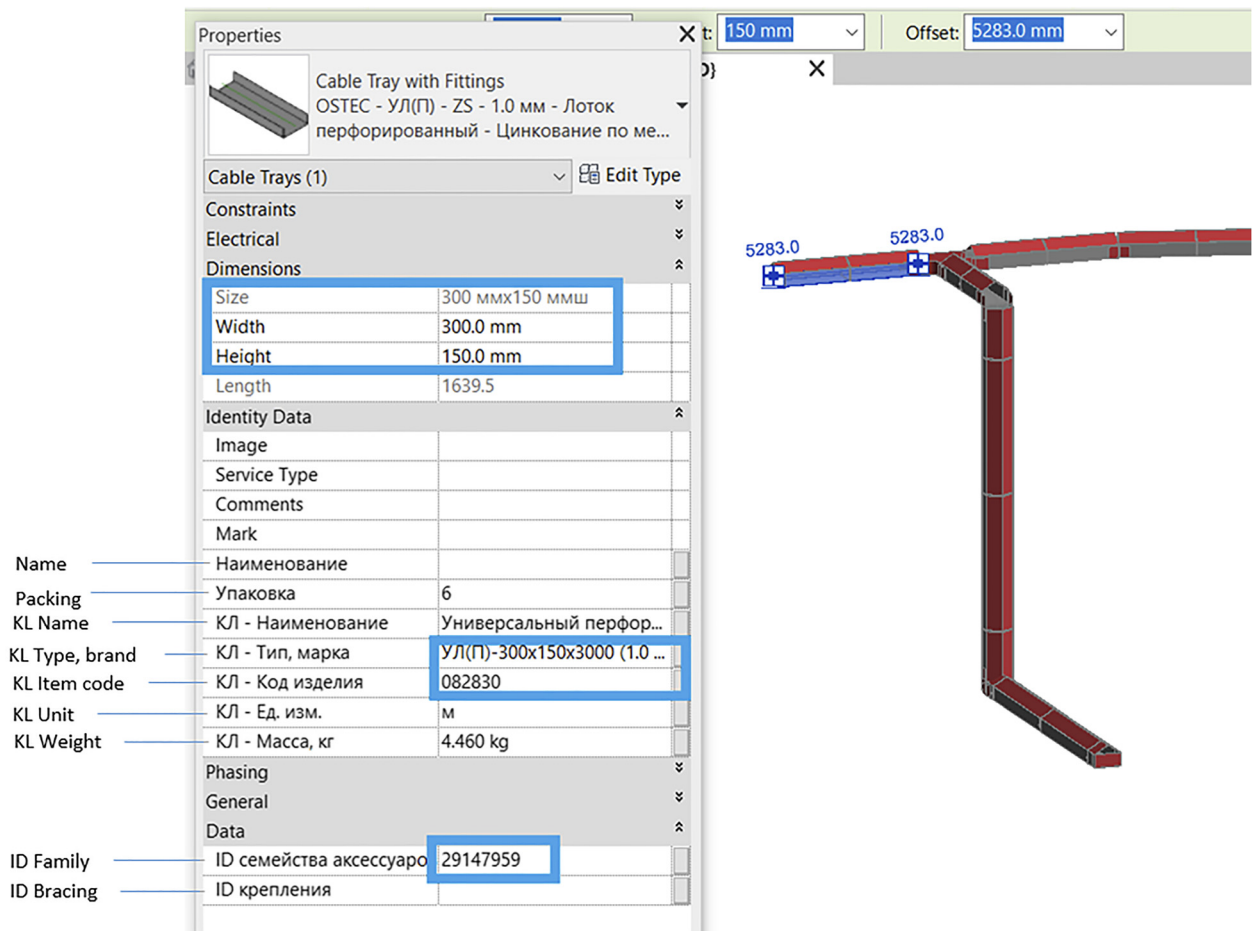 Properties
t:
150 mm
Offset:
5283.0 mm
Cable Tray with Fittings
OSTEC - УЛ(П) - ZS - 1.0 мм - Лоток
перфорированный - Цинкование по ме...
Cable Trays (1)
Edit Type
Constraints
Electrical
Dimensions
Size 300 ммx150 ммш
Width 300.0 mm
Height 150.0 mm
Length 1639.5
Identity Data
Image
Service Type
Comments
Mark
Name Наименование
Packing Упаковка 6
KL Name КЛ - Наименование Универсальный перфор...
KL Type, brand КЛ - Тип, марка УЛ(П)-300x150x3000 (1.0 ...
KL Item code КЛ - Код изделия 082830
KL Unit КЛ - Ед. изм. м
KL Weight КЛ - Масса, кг 4.460 kg
Phasing
General
Data
ID Family ID семейства аксессуаро 29147959
ID Bracing ID крепления
5283.0
5283.0